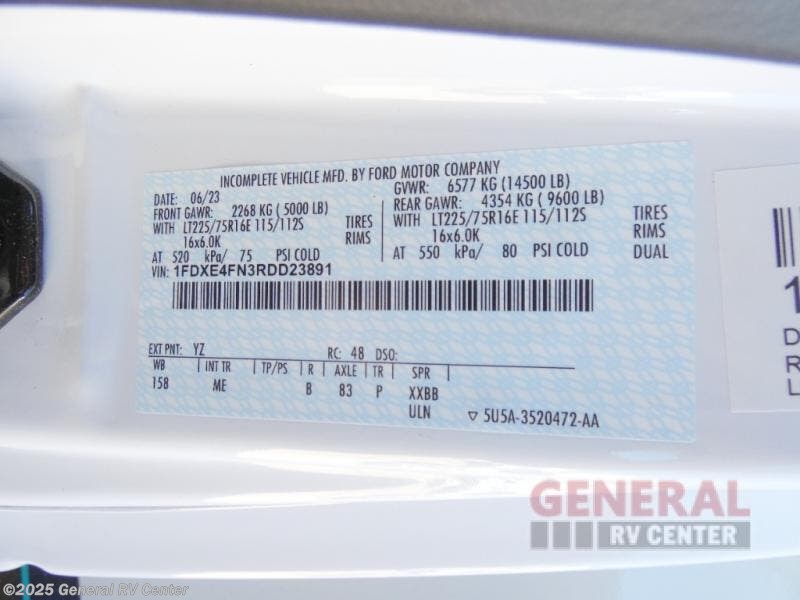 INCOMPLETE VEHICLE MFD. BY FORD MOTOR COMPANY
DATE: 06/23 GVWR: 6577 KG (14500 LB)
FRONT GAWR: 2268 KG ( 5000 LB) REAR GAWR: 4354 KG ( 9600 LB)
WITH LT225/75R16E 115/112S TIRES WITH LT225/75R16E 115/112S TIRES
16x6.0K RIMS 16x6.0K RIMS
AT 520 kPa/ 75 PSI COLD AT 550 kPa/ 80 PSI COLD DUAL
VIN: 1FDXE4FN3RDD23891
EXT PNT: YZ RC: 48 DSO:
WB INT TR TP/PS R AXLE TR SPR
158 ME B 83 P XXBB
ULN ▽ 5U5A-3520472-AA
1
D
R
L
GENERAL
RV CENTER
©2025 General RV Center